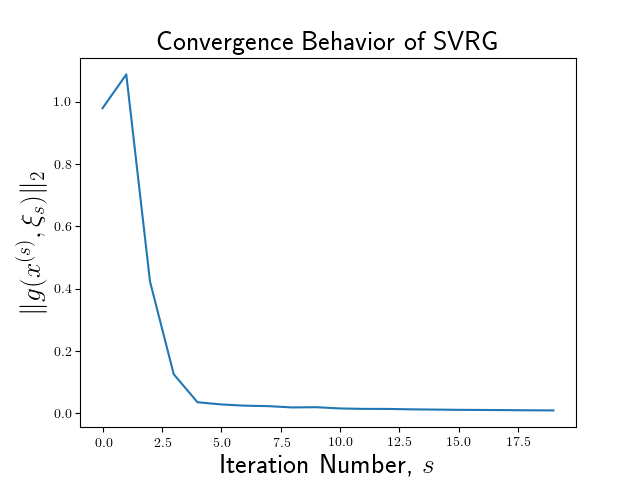 Convergence Behavior of SVRG
‖g(x^(s), ξ_s)‖_2
1.0
0.8
0.6
0.4
0.2
0.0
0.0 2.5 5.0 7.5 10.0 12.5 15.0 17.5
Iteration Number, s